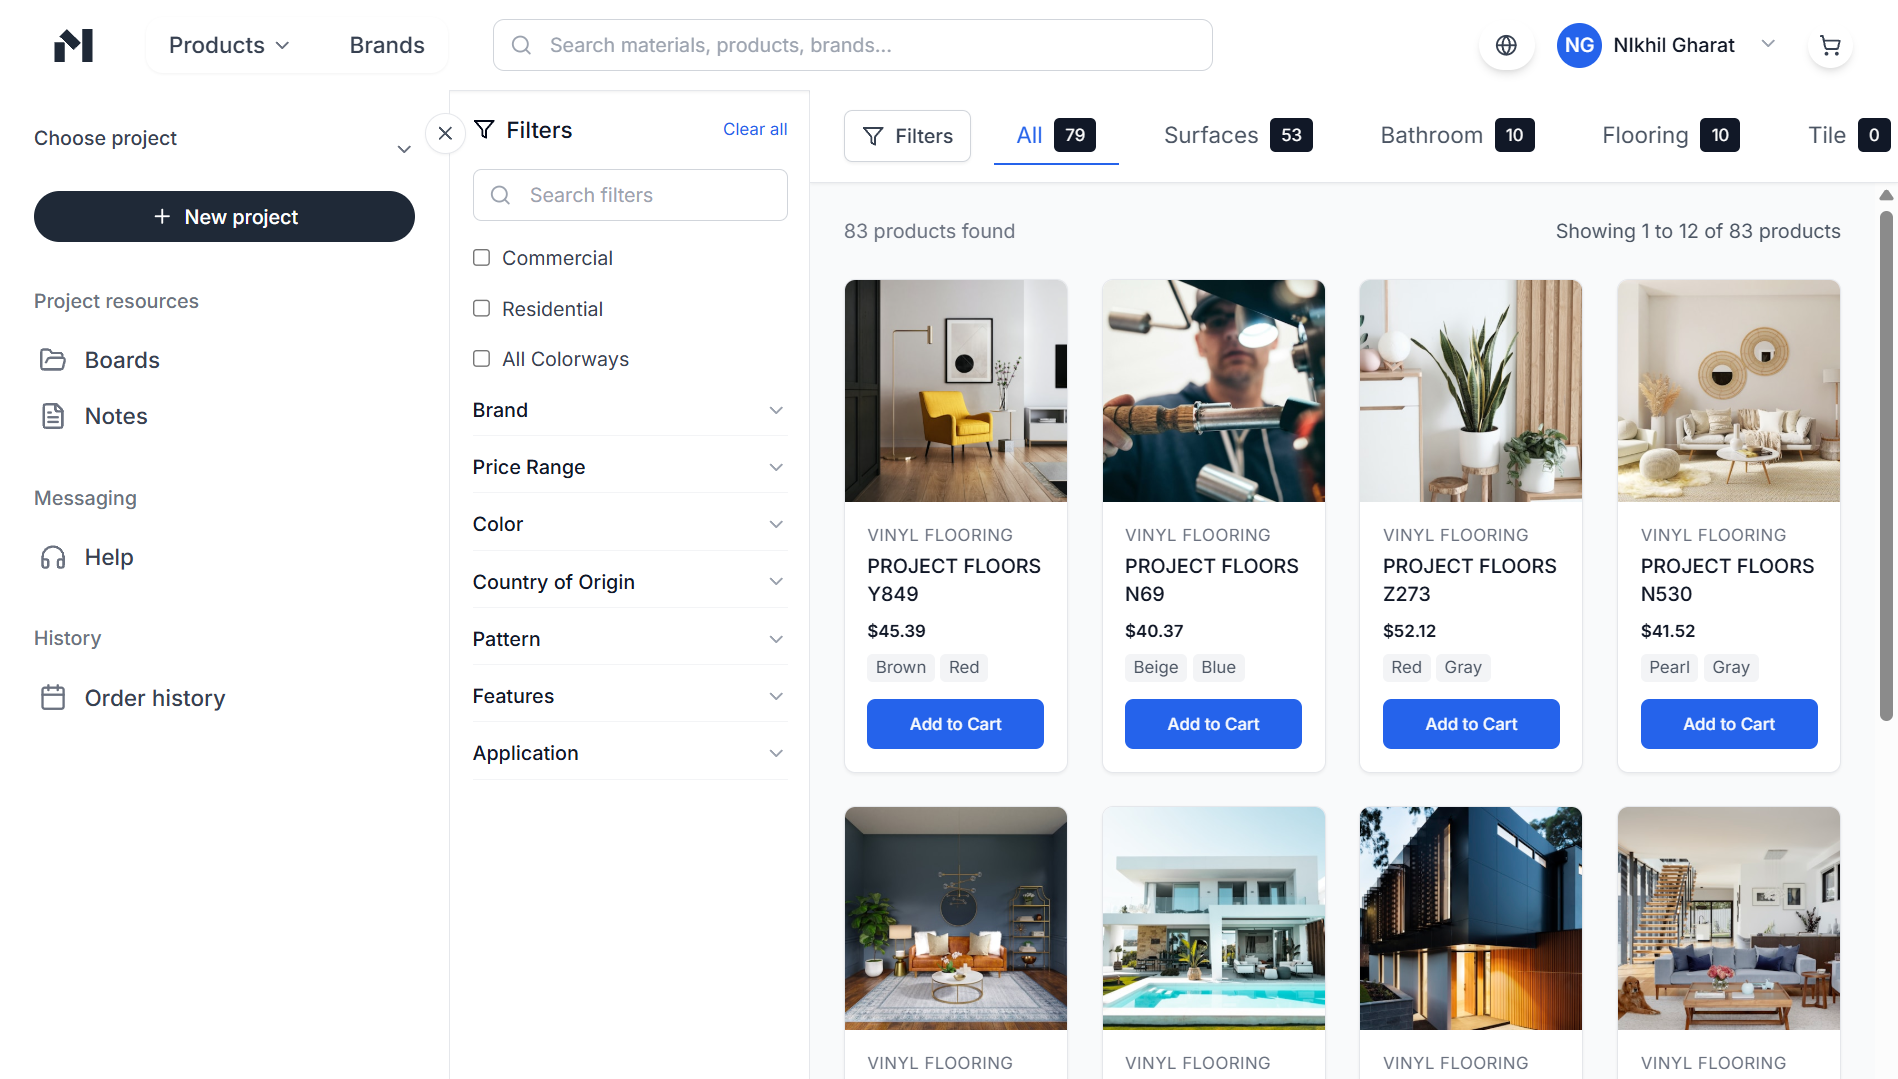 Products
Brands
Search materials, products, brands...
NG
NIkhil Gharat
Choose project
New project
Project resources
Boards
Notes
Messaging
Help
History
Order history
Filters
Clear all
Search filters
Commercial
Residential
All Colorways
Brand
Price Range
Color
Country of Origin
Pattern
Features
Application
Filters
All 79
Surfaces 53
Bathroom 10
Flooring 10
Tile 0
83 products found
Showing 1 to 12 of 83 products
VINYL FLOORING
PROJECT FLOORS
Y849
$45.39
Brown Red
Add to Cart
VINYL FLOORING
PROJECT FLOORS
N69
$40.37
Beige Blue
Add to Cart
VINYL FLOORING
PROJECT FLOORS
Z273
$52.12
Red Gray
Add to Cart
VINYL FLOORING
PROJECT FLOORS
N530
$41.52
Pearl Gray
Add to Cart
VINYL FLOORING
VINYL FLOORING
VINYL FLOORING
VINYL FLOORING